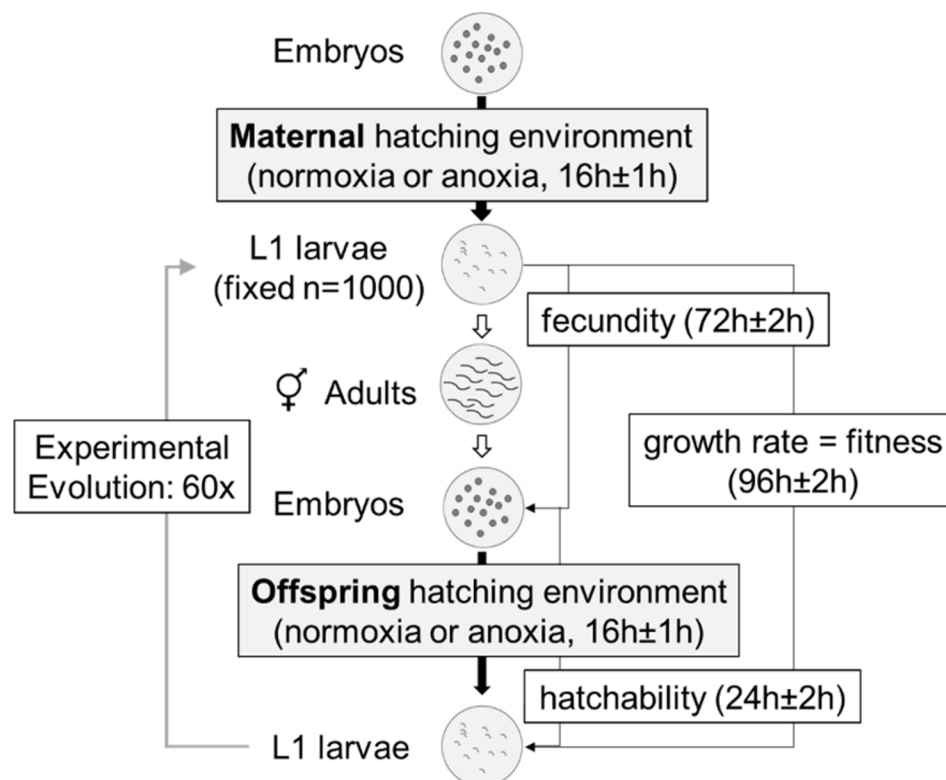 Embryos
Maternal hatching environment
(normoxia or anoxia, 16h±1h)
L1 larvae
(fixed n=1000)
fecundity (72h±2h)
⚥ Adults
Experimental
Evolution: 60x
growth rate = fitness
(96h±2h)
Embryos
Offspring hatching environment
(normoxia or anoxia, 16h±1h)
hatchability (24h±2h)
L1 larvae